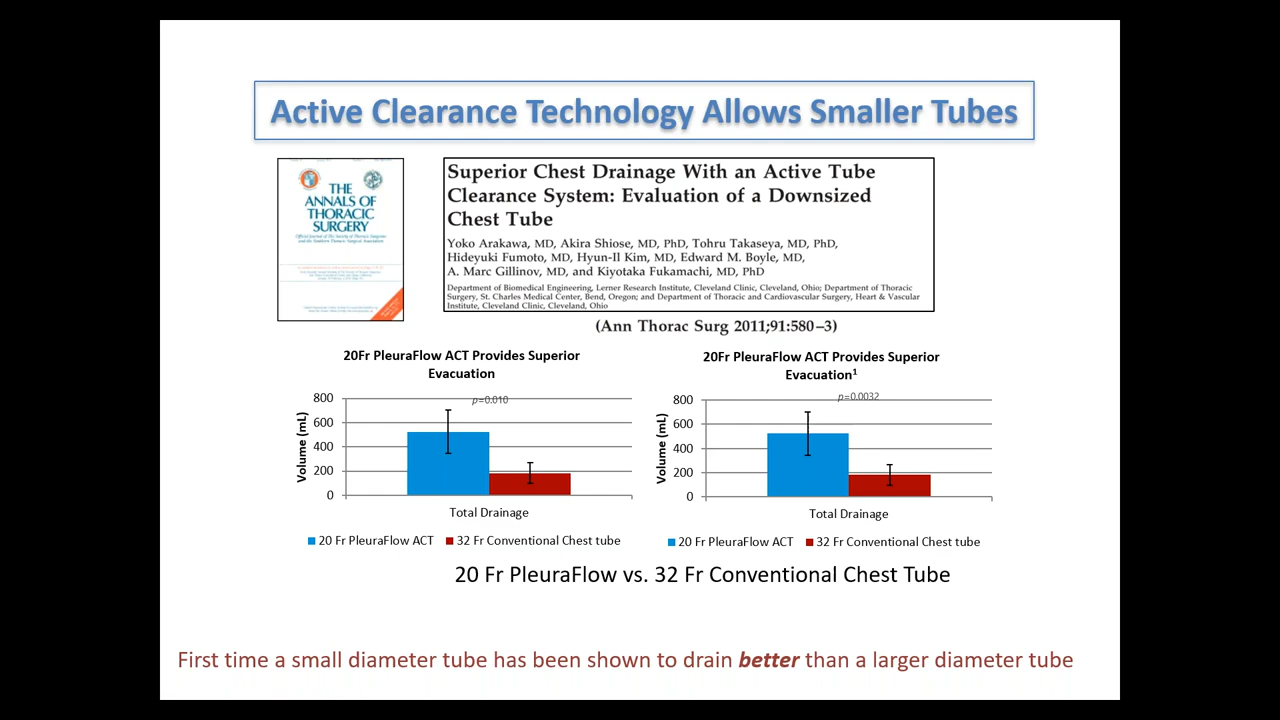 Active Clearance Technology Allows Smaller Tubes
THE
ANNALS OF
THORACIC
SURGERY
Superior Chest Drainage With an Active Tube
Clearance System: Evaluation of a Downsized
Chest Tube
Yoko Arakawa, MD, Akira Shiose, MD, PhD, Tohru Takaseya, MD, PhD,
Hideyuki Fumoto, MD, Hyun-Il Kim, MD, Edward M. Boyle, MD,
A. Marc Gillinov, MD, and Kiyotaka Fukamachi, MD, PhD
Department of Biomedical Engineering, Lerner Research Institute, Cleveland Clinic, Cleveland, Ohio; Department of Thoracic
Surgery, St. Charles Medical Center, Bend, Oregon; and Department of Thoracic and Cardiovascular Surgery, Heart & Vascular
Institute, Cleveland Clinic, Cleveland, Ohio
(Ann Thorac Surg 2011;91:580–3)
20Fr PleuraFlow ACT Provides Superior
Evacuation
p=0.010
Volume (mL)
800
600
400
200
0
Total Drainage
20 Fr PleuraFlow ACT
32 Fr Conventional Chest tube
20Fr PleuraFlow ACT Provides Superior
Evacuation¹
p=0.0032
Volume (mL)
800
600
400
200
0
Total Drainage
20 Fr PleuraFlow ACT
32 Fr Conventional Chest tube
20 Fr PleuraFlow vs. 32 Fr Conventional Chest Tube
First time a small diameter tube has been shown to drain better than a larger diameter tube